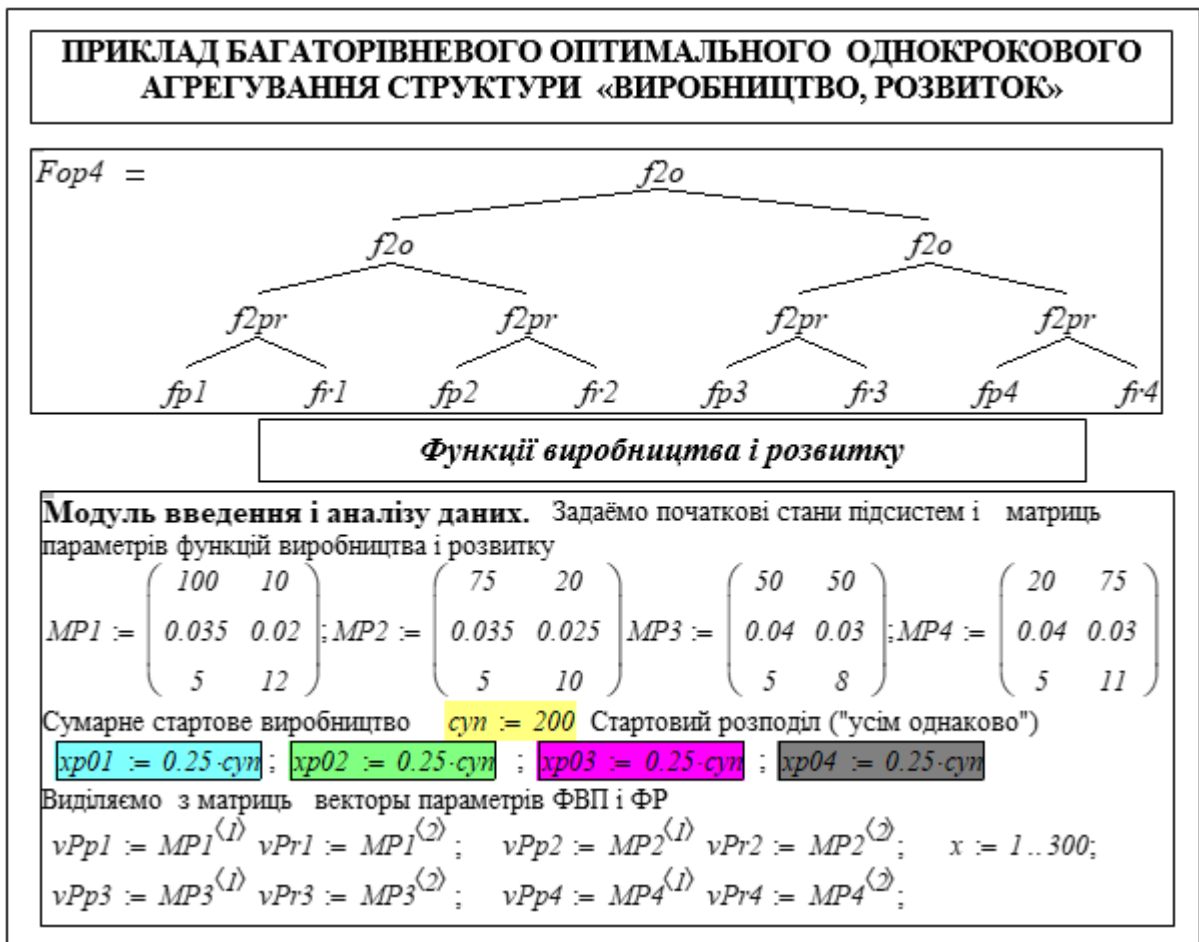 ПРИКЛАД БАГАТОРІВНЕВОГО ОПТИМАЛЬНОГО ОДНОКРОКОВОГО
АГРЕГУВАННЯ СТРУКТУРИ «ВИРОБНИЦТВО, РОЗВИТОК»
Fop4 = f2o
f2o f2o
f2pr f2pr f2pr f2pr
fp1 fr1 fp2 fr2 fp3 fr3 fp4 fr4
Функції виробництва і розвитку
Модуль введення і аналізу даних. Задаёмо початкові стани підсистем і матриць
параметрів функцій виробництва і розвитку
100 10 75 20 50 50 20 75
MP1 := 0.035 0.02 ; MP2 := 0.035 0.025 MP3 := 0.04 0.03 ; MP4 := 0.04 0.03
5 12 5 10 5 8 5 11
Сумарне стартове виробництво суп := 200 Стартовий розподіл ("усім однаково")
xp01 := 0.25·суп ; xp02 := 0.25·суп ; xp03 := 0.25·суп ; xp04 := 0.25·суп
Виділяємо з матриць векторы параметрів ФВП і ФР
vPp1 := MP1⟨1⟩ vPr1 := MP1⟨2⟩ ; vPp2 := MP2⟨1⟩ vPr2 := MP2⟨2⟩ ; x := 1 .. 300;
vPp3 := MP3⟨1⟩ vPr3 := MP3⟨2⟩ ; vPp4 := MP4⟨1⟩ vPr4 := MP4⟨2⟩ ;